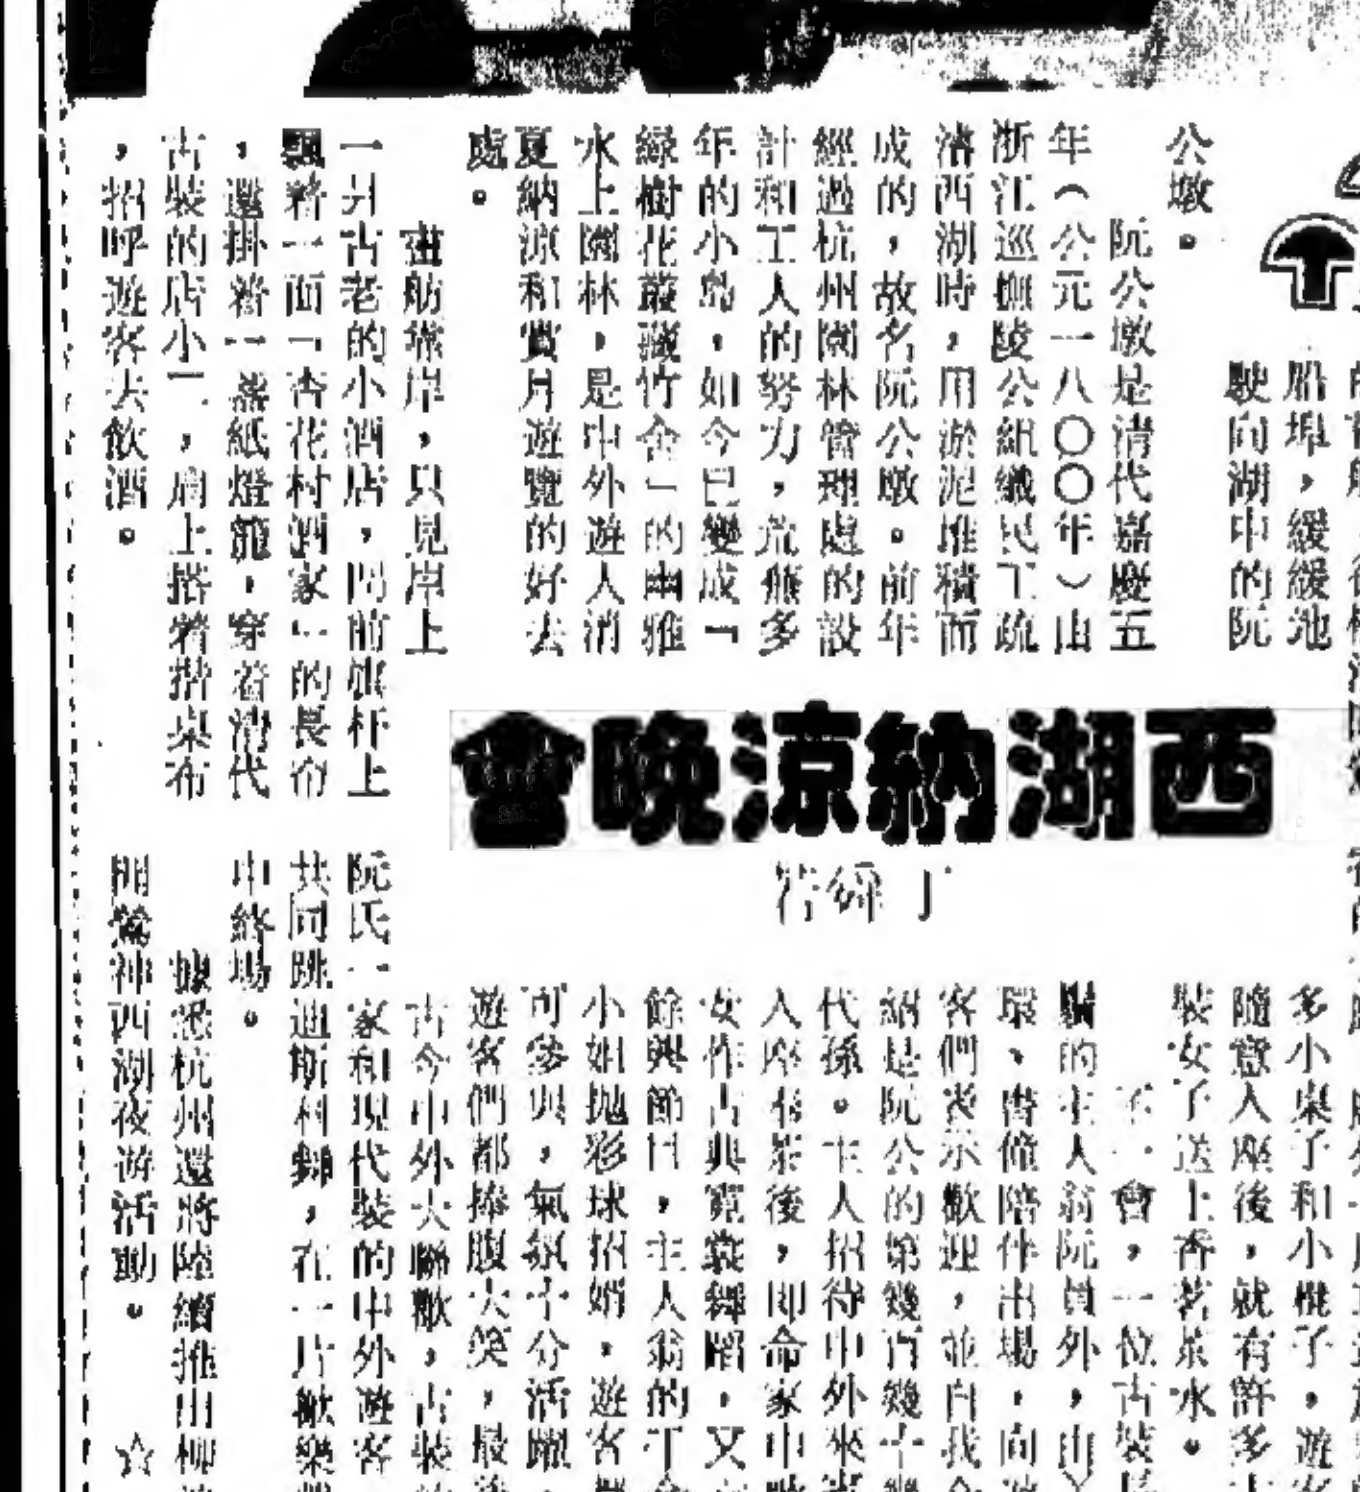 西湖納涼晚會
船埠，緩緩池
駛向湖中的阮
公墩。
阮公墩是清代嘉慶五
年（公元一八〇〇年）由
浙江巡撫陵公組織民工疏
濬西湖時，用淤泥堆積而
成的，故名阮公墩。前年
經過杭州園林管理處的設
計和工人的努力，荒蕪多
年的小島，如今已變成「
綠樹花叢藏竹舍」的幽雅
水上園林，是中外遊人消
夏納涼和賞月遊覽的好去
處。
畫舫靠岸，只見岸上
一爿古老的小酒店，門前旗杆上
飄着一面「杏花村酒家」的長帘
，還掛着一盞紙燈籠，穿着清代
古裝的店小二，肩上搭着揩桌布
，招呼遊客去飲酒。
多小桌子和小櫈子，遊客
隨意入座後，就有許多
裝女子送上香茗茶水。
不一會，一位古裝
的主人翁阮員外，由丫
環、書僮陪伴出場，向
客們表示歡迎，並自我
紹是阮公的第幾百幾十
代孫。主人招待中外來賓
入座奉茶後，即命家中
女作古典霓裳舞蹈，又
餘興節目，主人翁的千
小姐拋彩球招婿，遊客
可參與，氣氛十分活躍
遊客們都捧腹大笑，最
古今中外大聯歡，古裝
阮氏一家和現代裝的中外遊客
共同跳迪斯科舞，在一片歡樂
中終場。
據悉杭州還將陸續推出柳
聞鶯神西湖夜游活動。 ☆